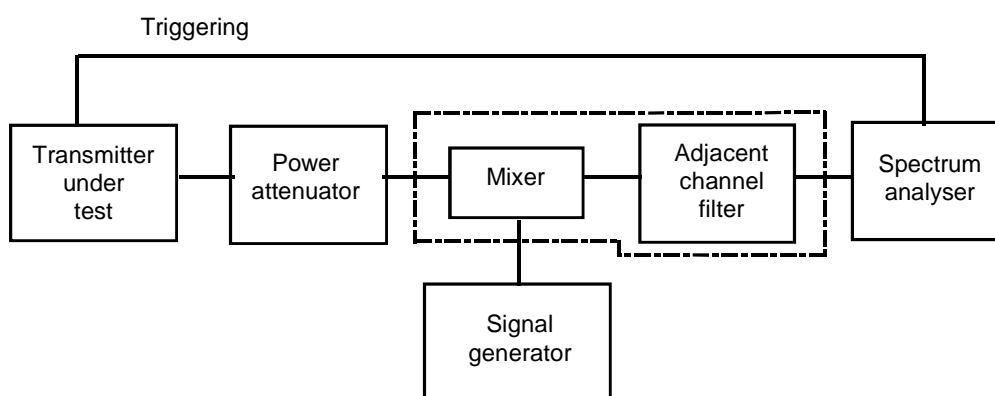 Triggering
Transmitter
under
test
Power
attenuator
Mixer
Adjacent
channel
filter
Spectrum
analyser
Signal
generator